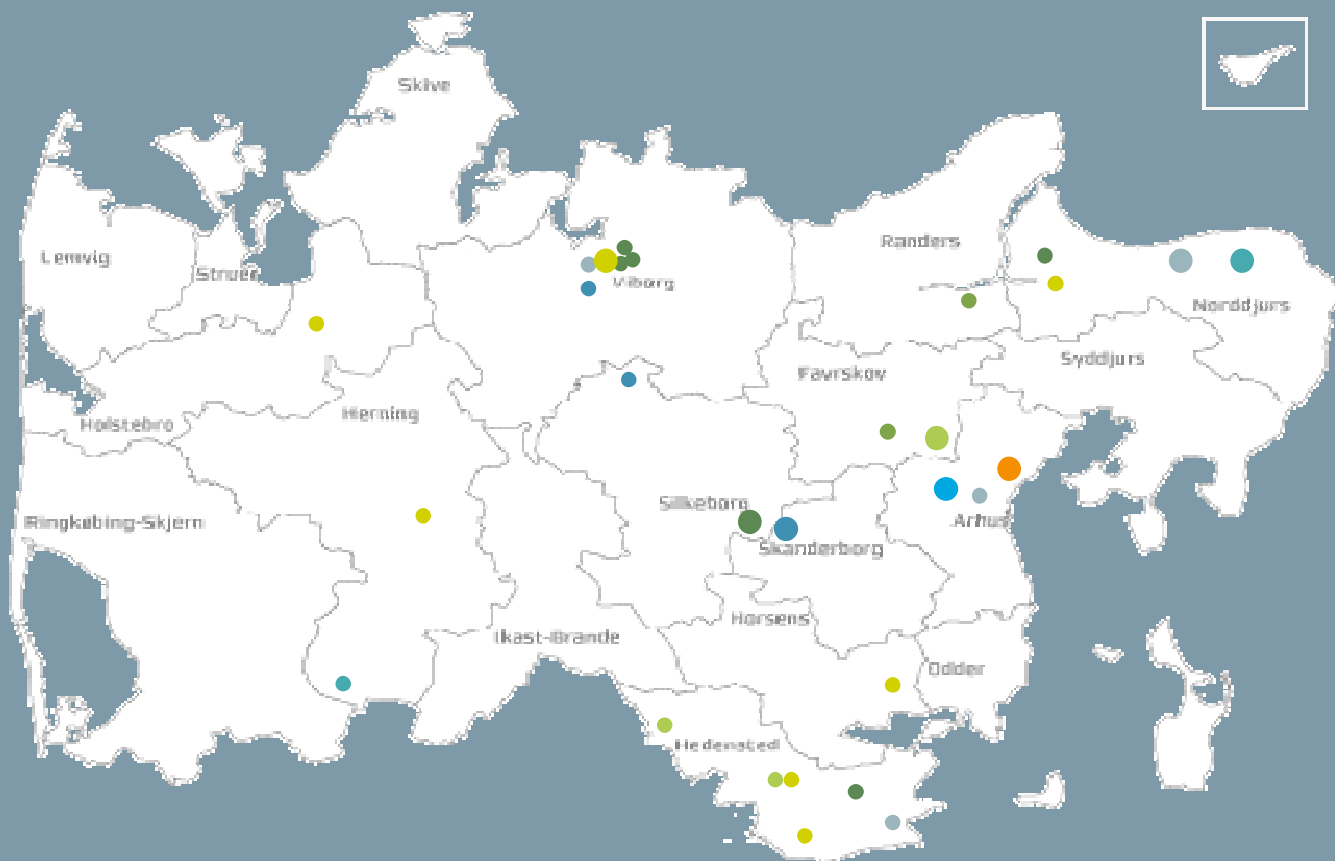 Skive
Randers
Lemvig
Struer
Viborg
Norddjurs
Syddjurs
Favrskov
Herning
Holstebro
Silkeborg
Ringkøbing-Skjern
Århus
Skanderborg
Horsens
Ikast-Brande
Odder
Hedensted